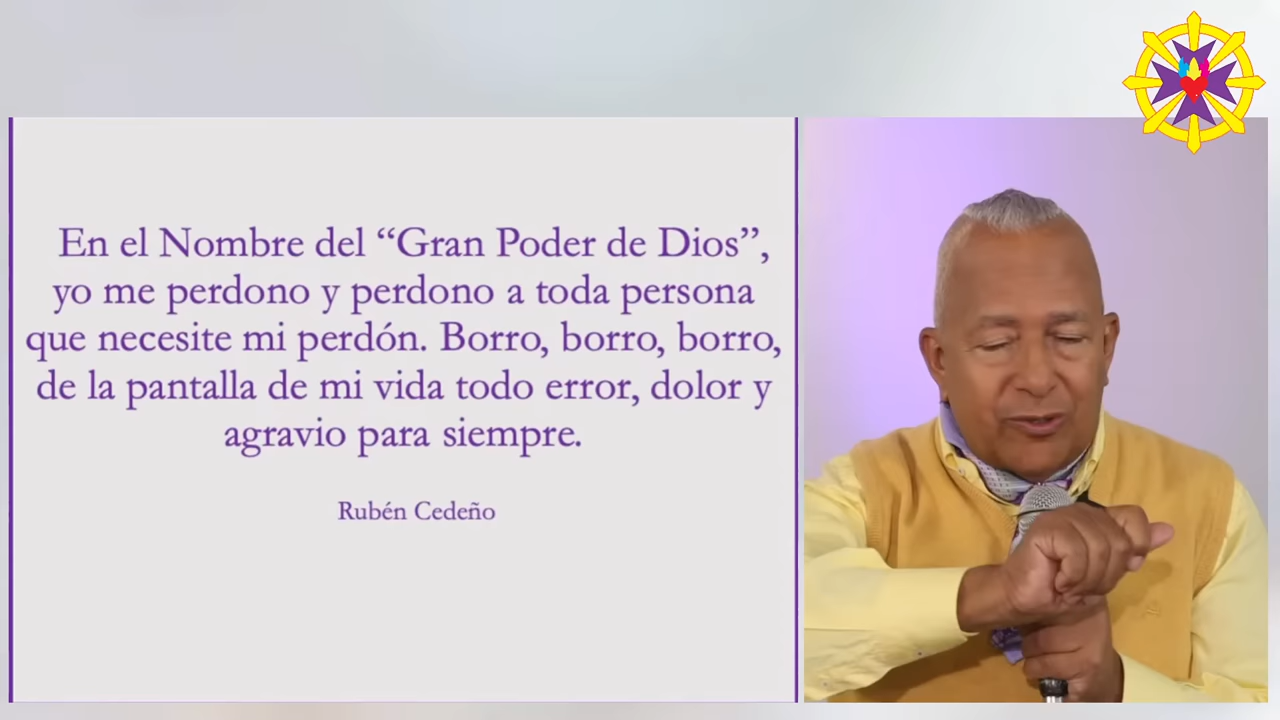 En el Nombre del “Gran Poder de Dios”,
yo me perdono y perdono a toda persona
que necesite mi perdón. Borro, borro, borro,
de la pantalla de mi vida todo error, dolor y
agravio para siempre.
Rubén Cedeño